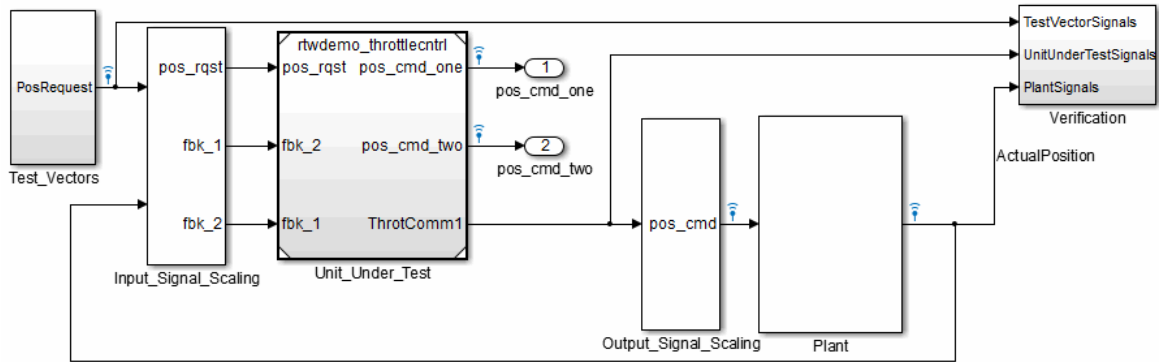 TestVectorSignals
rtwdemo_throttlecntrl
UnitUnderTestSignals
pos_rqst
pos_rqst
pos_cmd_one
1
PosRequest
PlantSignals
pos_cmd_one
Verification
fbk_1
fbk_2
pos_cmd_two
2
ActualPosition
Test_Vectors
pos_cmd_two
fbk_2
fbk_1
ThrotComm1
pos_cmd
Input_Signal_Scaling
Unit_Under_Test
Output_Signal_Scaling
Plant